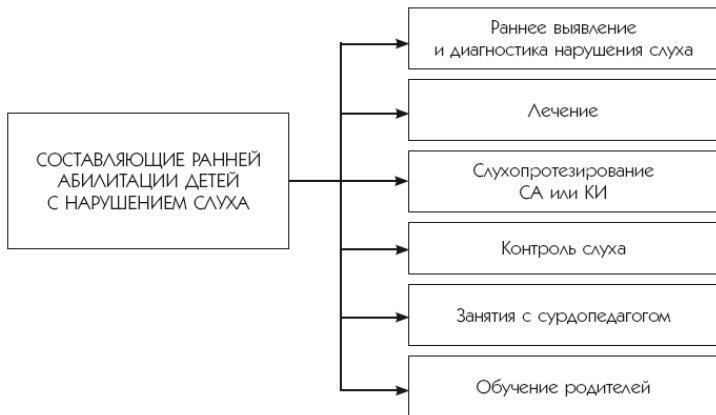 СОСТАВЛЯЮЩИЕ РАННЕЙ
АБИЛИТАЦИИ ДЕТЕЙ
С НАРУШЕНИЕМ СЛУХА
Раннее выявление
и диагностика нарушения слуха
Лечение
Слухопротезирование
СА или КИ
Контроль слуха
Занятия с сурдопедагогом
Обучение родителей